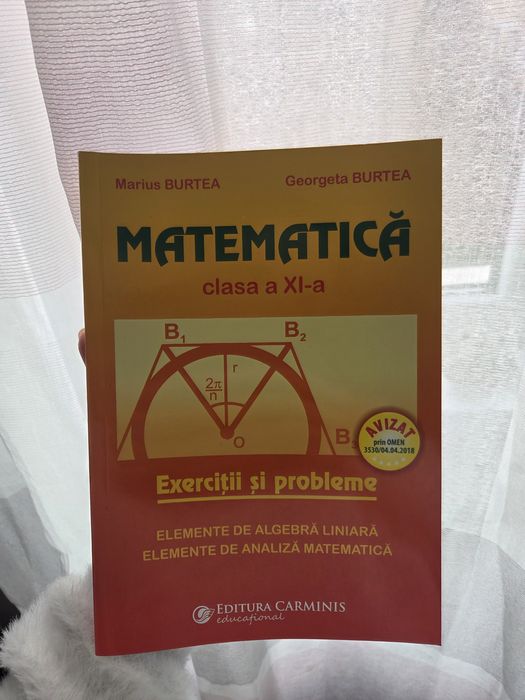 Marius BURTEA Georgeta BURTEA
MATEMATICĂ
clasa a XI-a
B1 B2
2π
n
r
O
B3
AVIZAT
prin OMEN
3530/04.04.2018
Exerciții și probleme
ELEMENTE DE ALGEBRĂ LINIARĂ
ELEMENTE DE ANALIZĂ MATEMATICĂ
EDITURA CARMINIS
educațional